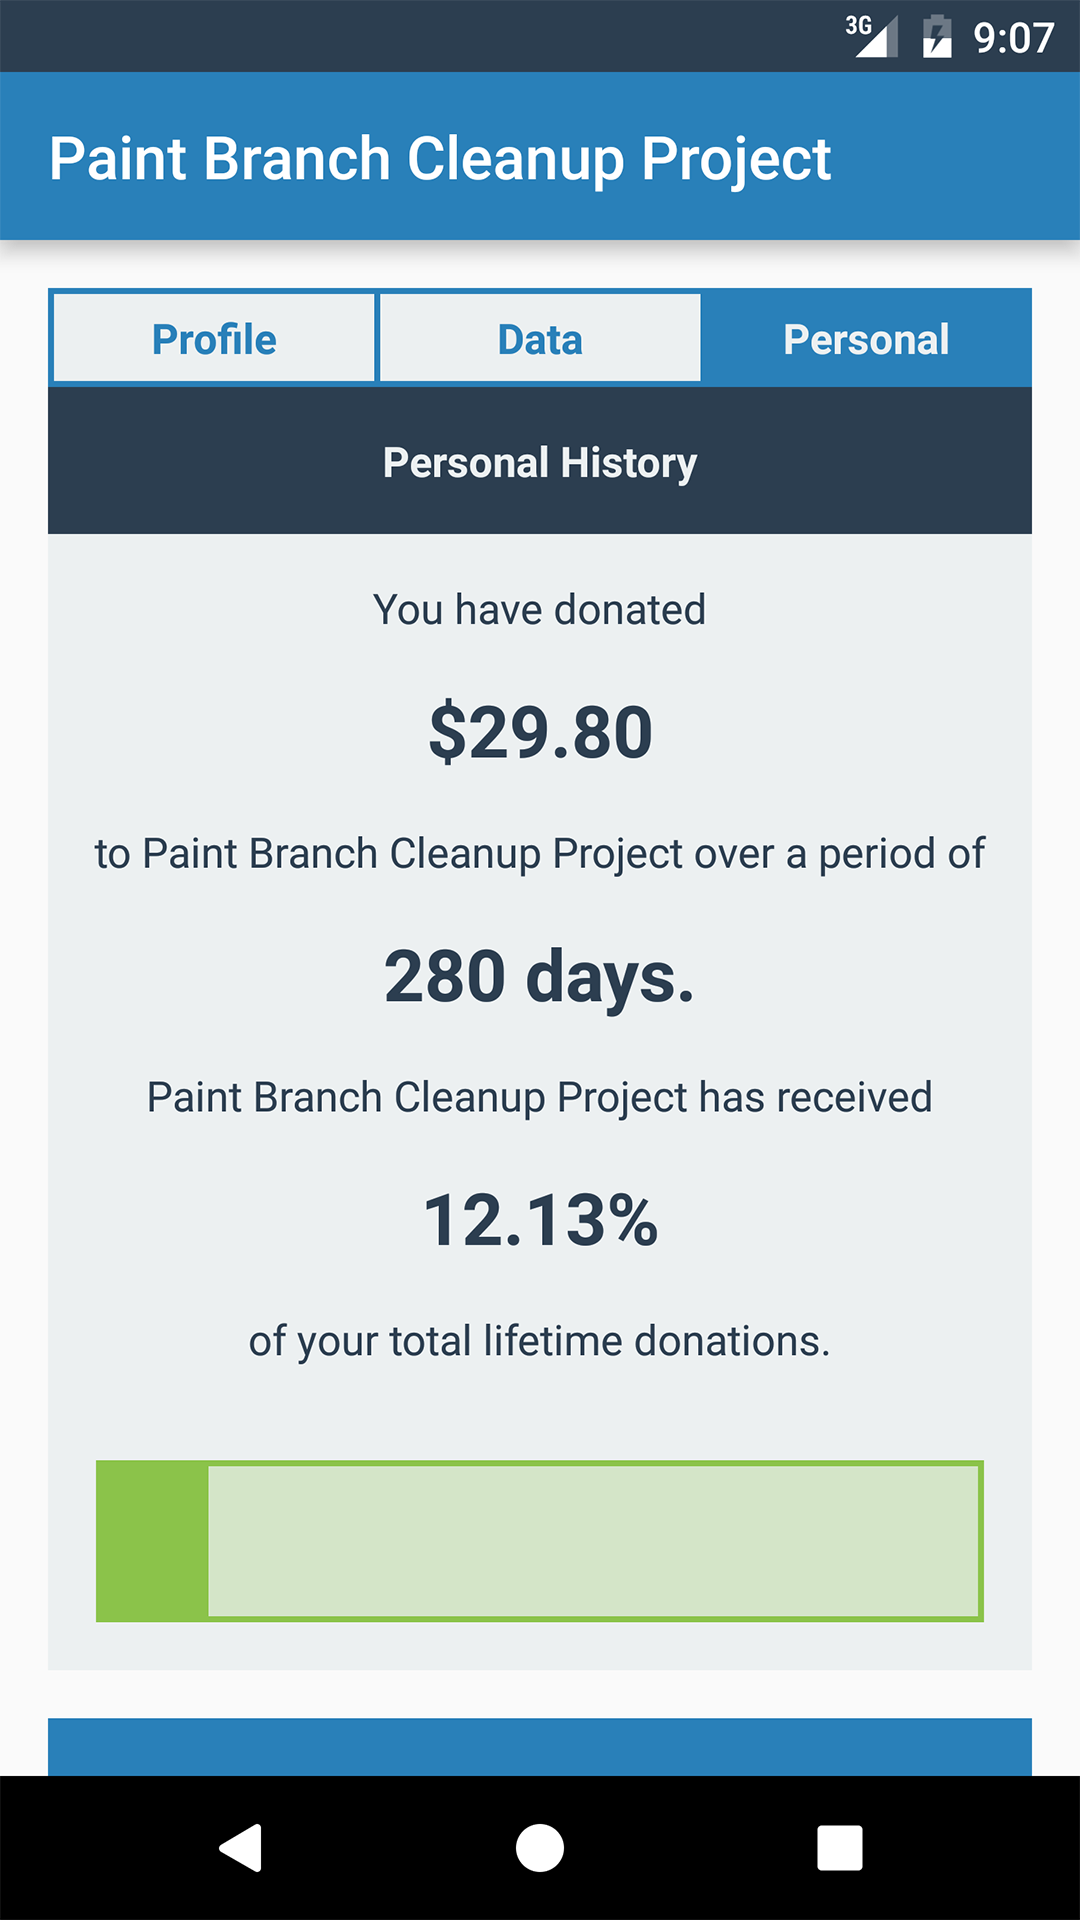 3G 9:07
Paint Branch Cleanup Project
Profile Data Personal
Personal History
You have donated
$29.80
to Paint Branch Cleanup Project over a period of
280 days.
Paint Branch Cleanup Project has received
12.13%
of your total lifetime donations.